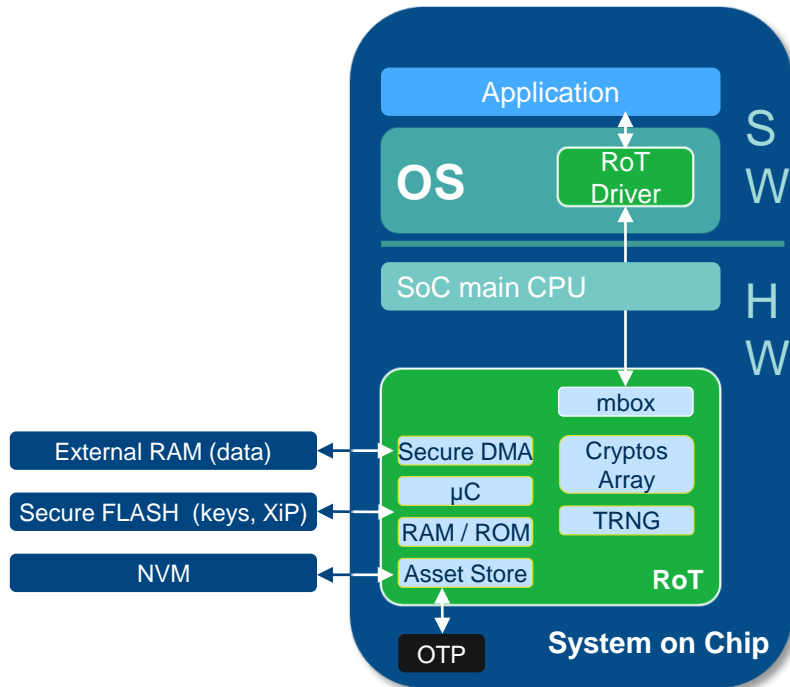 Application
S
W
OS
RoT
Driver
SoC main CPU
H
W
mbox
External RAM (data)
Secure DMA
Cryptos
Array
µC
Secure FLASH (keys, XiP)
RAM / ROM
TRNG
NVM
Asset Store
RoT
OTP
System on Chip